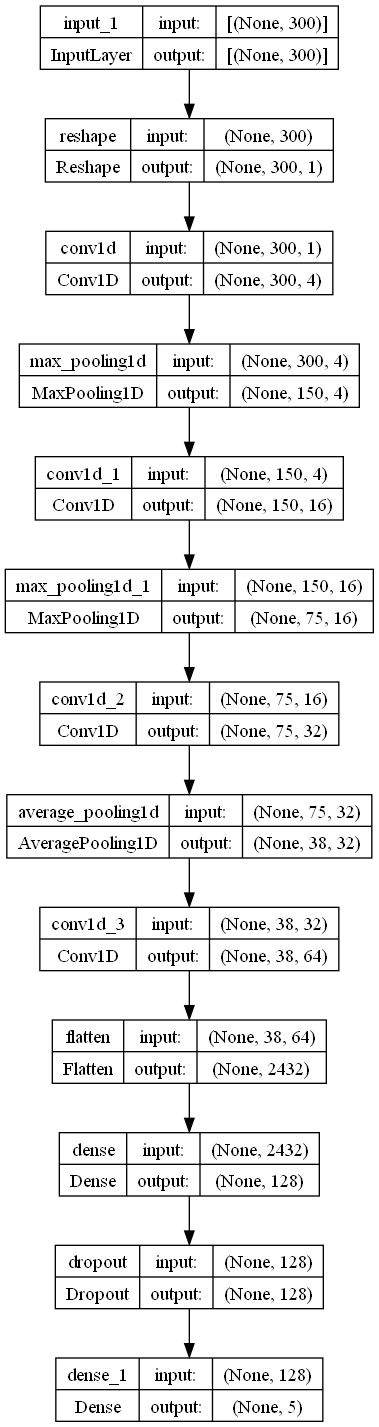 input_1 input: [(None, 300)]
InputLayer output: [(None, 300)]
reshape input: (None, 300)
Reshape output: (None, 300, 1)
conv1d input: (None, 300, 1)
Conv1D output: (None, 300, 4)
max_pooling1d input: (None, 300, 4)
MaxPooling1D output: (None, 150, 4)
conv1d_1 input: (None, 150, 4)
Conv1D output: (None, 150, 16)
max_pooling1d_1 input: (None, 150, 16)
MaxPooling1D output: (None, 75, 16)
conv1d_2 input: (None, 75, 16)
Conv1D output: (None, 75, 32)
average_pooling1d input: (None, 75, 32)
AveragePooling1D output: (None, 38, 32)
conv1d_3 input: (None, 38, 32)
Conv1D output: (None, 38, 64)
flatten input: (None, 38, 64)
Flatten output: (None, 2432)
dense input: (None, 2432)
Dense output: (None, 128)
dropout input: (None, 128)
Dropout output: (None, 128)
dense_1 input: (None, 128)
Dense output: (None, 5)